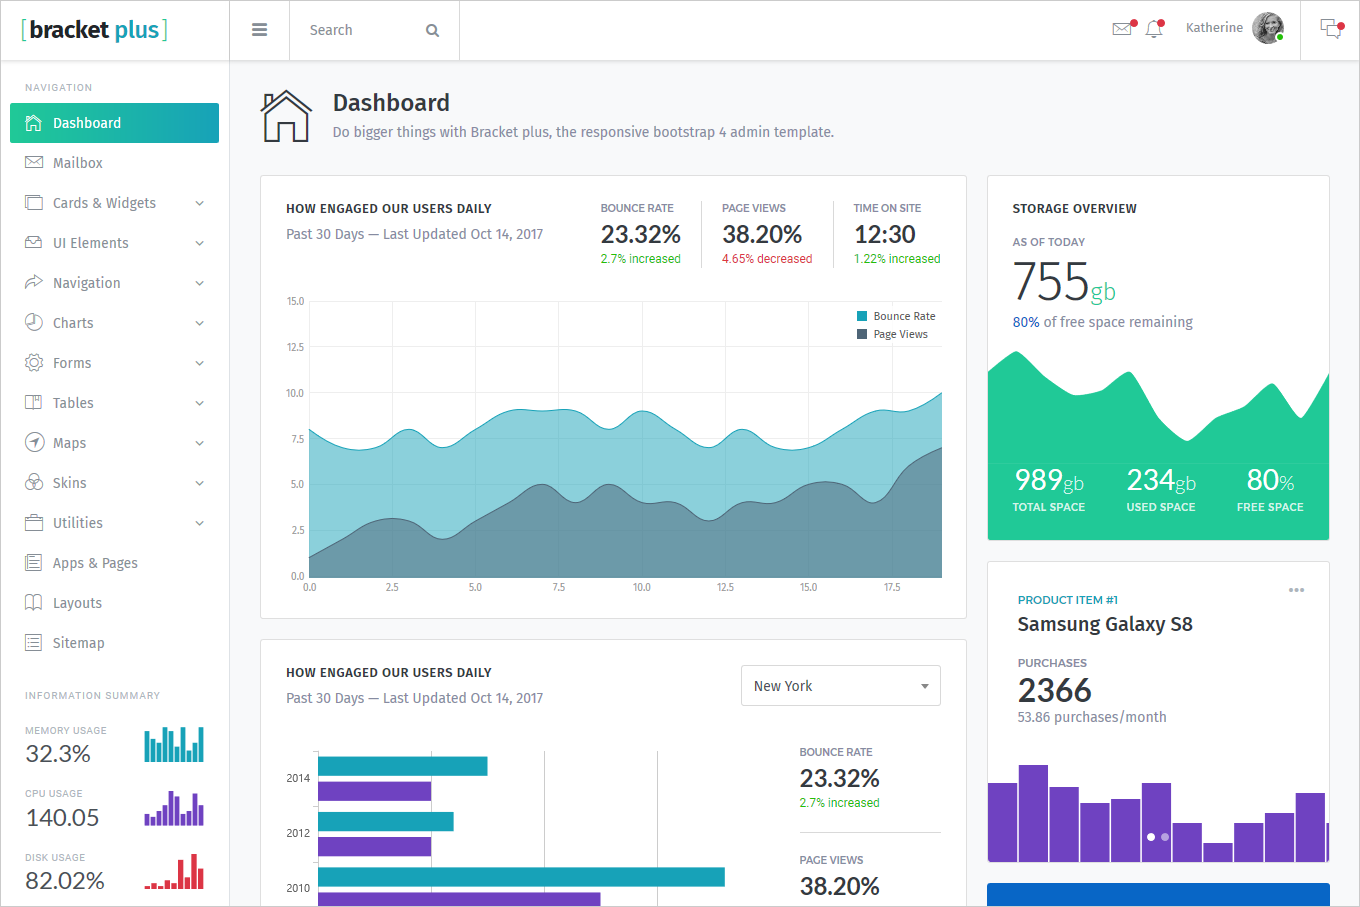 [bracket plus]
Search
Katherine
NAVIGATION
Dashboard
Mailbox
Cards & Widgets
UI Elements
Navigation
Charts
Forms
Tables
Maps
Skins
Utilities
Apps & Pages
Layouts
Sitemap
INFORMATION SUMMARY
MEMORY USAGE
32.3%
CPU USAGE
140.05
DISK USAGE
82.02%
Dashboard
Do bigger things with Bracket plus, the responsive bootstrap 4 admin template.
HOW ENGAGED OUR USERS DAILY
Past 30 Days — Last Updated Oct 14, 2017
BOUNCE RATE
23.32%
2.7% increased
PAGE VIEWS
38.20%
4.65% decreased
TIME ON SITE
12:30
1.22% increased
15.0
12.5
10.0
7.5
5.0
2.5
0.0
Bounce Rate
Page Views
0.0 2.5 5.0 7.5 10.0 12.5 15.0 17.5
HOW ENGAGED OUR USERS DAILY
Past 30 Days — Last Updated Oct 14, 2017
New York
2014
2012
2010
BOUNCE RATE
23.32%
2.7% increased
PAGE VIEWS
38.20%
STORAGE OVERVIEW
AS OF TODAY
755gb
80% of free space remaining
989gb
TOTAL SPACE
234gb
USED SPACE
80%
FREE SPACE
PRODUCT ITEM #1
Samsung Galaxy S8
PURCHASES
2366
53.86 purchases/month